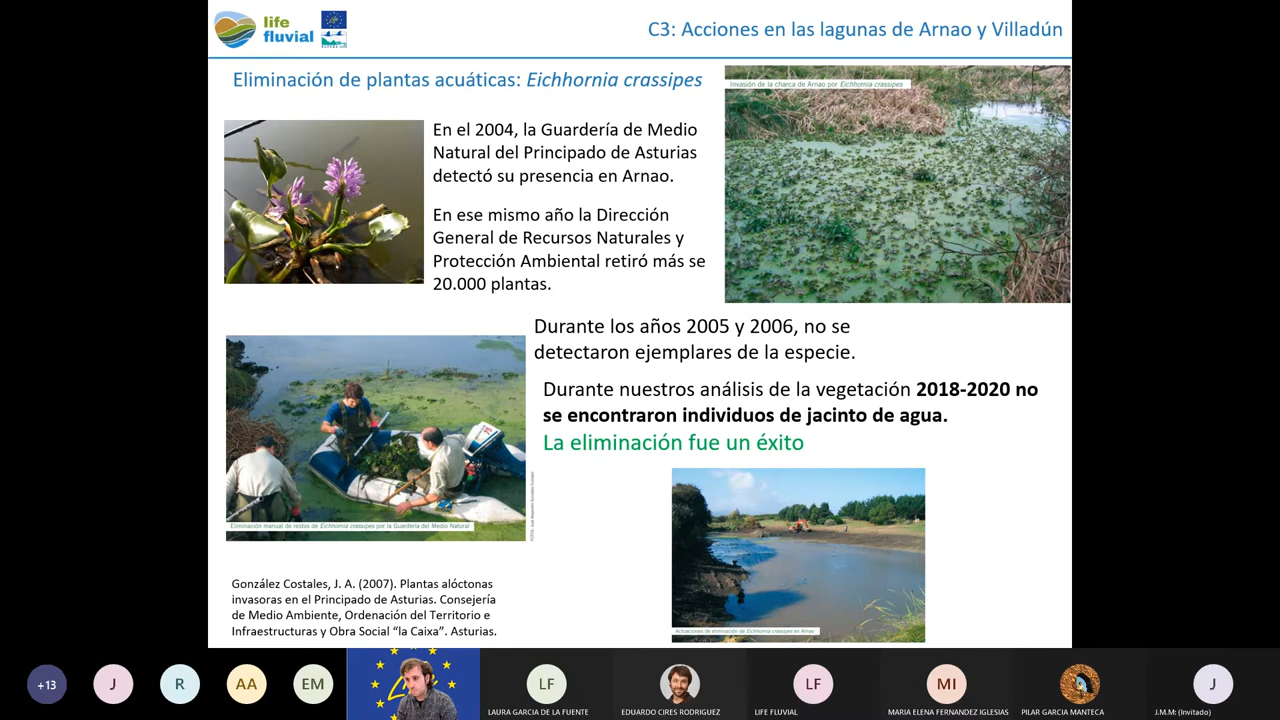 life
fluvial
C3: Acciones en las lagunas de Arnao y Villadún
Eliminación de plantas acuáticas: Eichhornia crassipes
Invasión de la charca de Arnao por Eichhornia crassipes
En el 2004, la Guardería de Medio
Natural del Principado de Asturias
detectó su presencia en Arnao.
En ese mismo año la Dirección
General de Recursos Naturales y
Protección Ambiental retiró más se
20.000 plantas.
Durante los años 2005 y 2006, no se
detectaron ejemplares de la especie.
Durante nuestros análisis de la vegetación 2018-2020 no
se encontraron individuos de jacinto de agua.
La eliminación fue un éxito
Eliminación manual de restos de Eichhornia crassipes por la Guardería del Medio Natural
Actuaciones de eliminación de Eichhornia crassipes en Arnao
González Costales, J. A. (2007). Plantas alóctonas
invasoras en el Principado de Asturias. Consejería
de Medio Ambiente, Ordenación del Territorio e
Infraestructuras y Obra Social “la Caixa”. Asturias.
+13
J
R
AA
EM
LF
LAURA GARCIA DE LA FUENTE
EDUARDO CIRES RODRIGUEZ
LF
LIFE FLUVIAL
MI
MARIA ELENA FERNANDEZ IGLESIAS
PILAR GARCIA MANTECA
J
J.M.M: (Invitado)